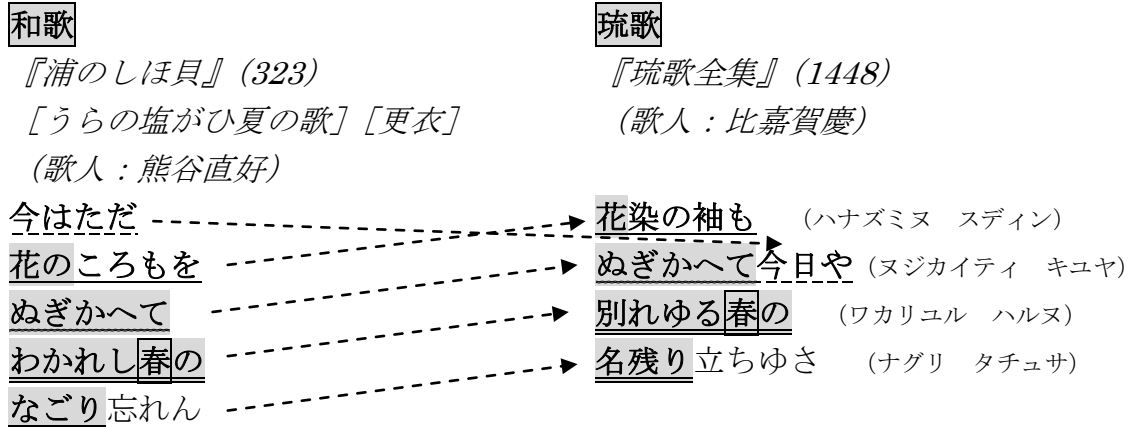 和歌
『浦のしほ貝』(323)
［うらの塩がひ夏の歌］［更衣］
（歌人：熊谷直好）
今はただ
花のころもを
ぬぎかへて
わかれし春の
なごり忘れん
琉歌
『琉歌全集』(1448)
（歌人：比嘉賀慶）
花染の袖も （ハナズミヌ スディン）
ぬぎかへて今日や（ヌジカイティ キユヤ）
別れゆる春の （ワカリユル ハルヌ）
名残り立ちゆさ （ナグリ タチュサ）